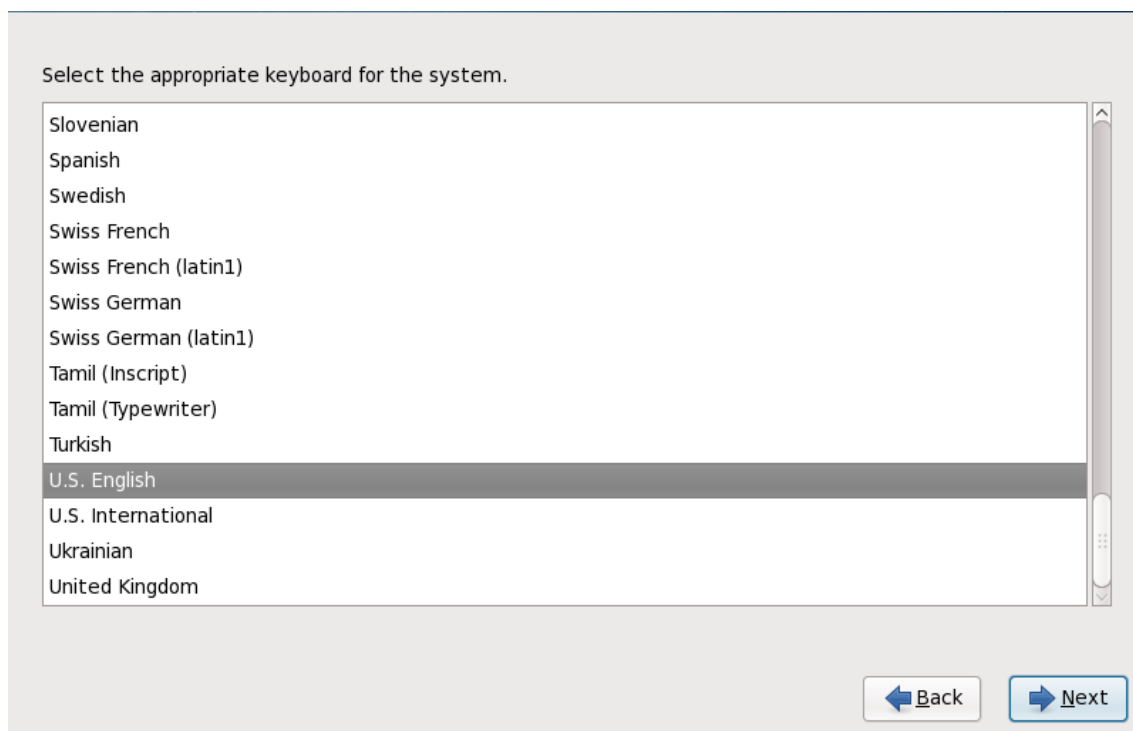 Select the appropriate keyboard for the system.
Slovenian
Spanish
Swedish
Swiss French
Swiss French (latin1)
Swiss German
Swiss German (latin1)
Tamil (Inscript)
Tamil (Typewriter)
Turkish
U.S. English
U.S. International
Ukrainian
United Kingdom
Back
Next